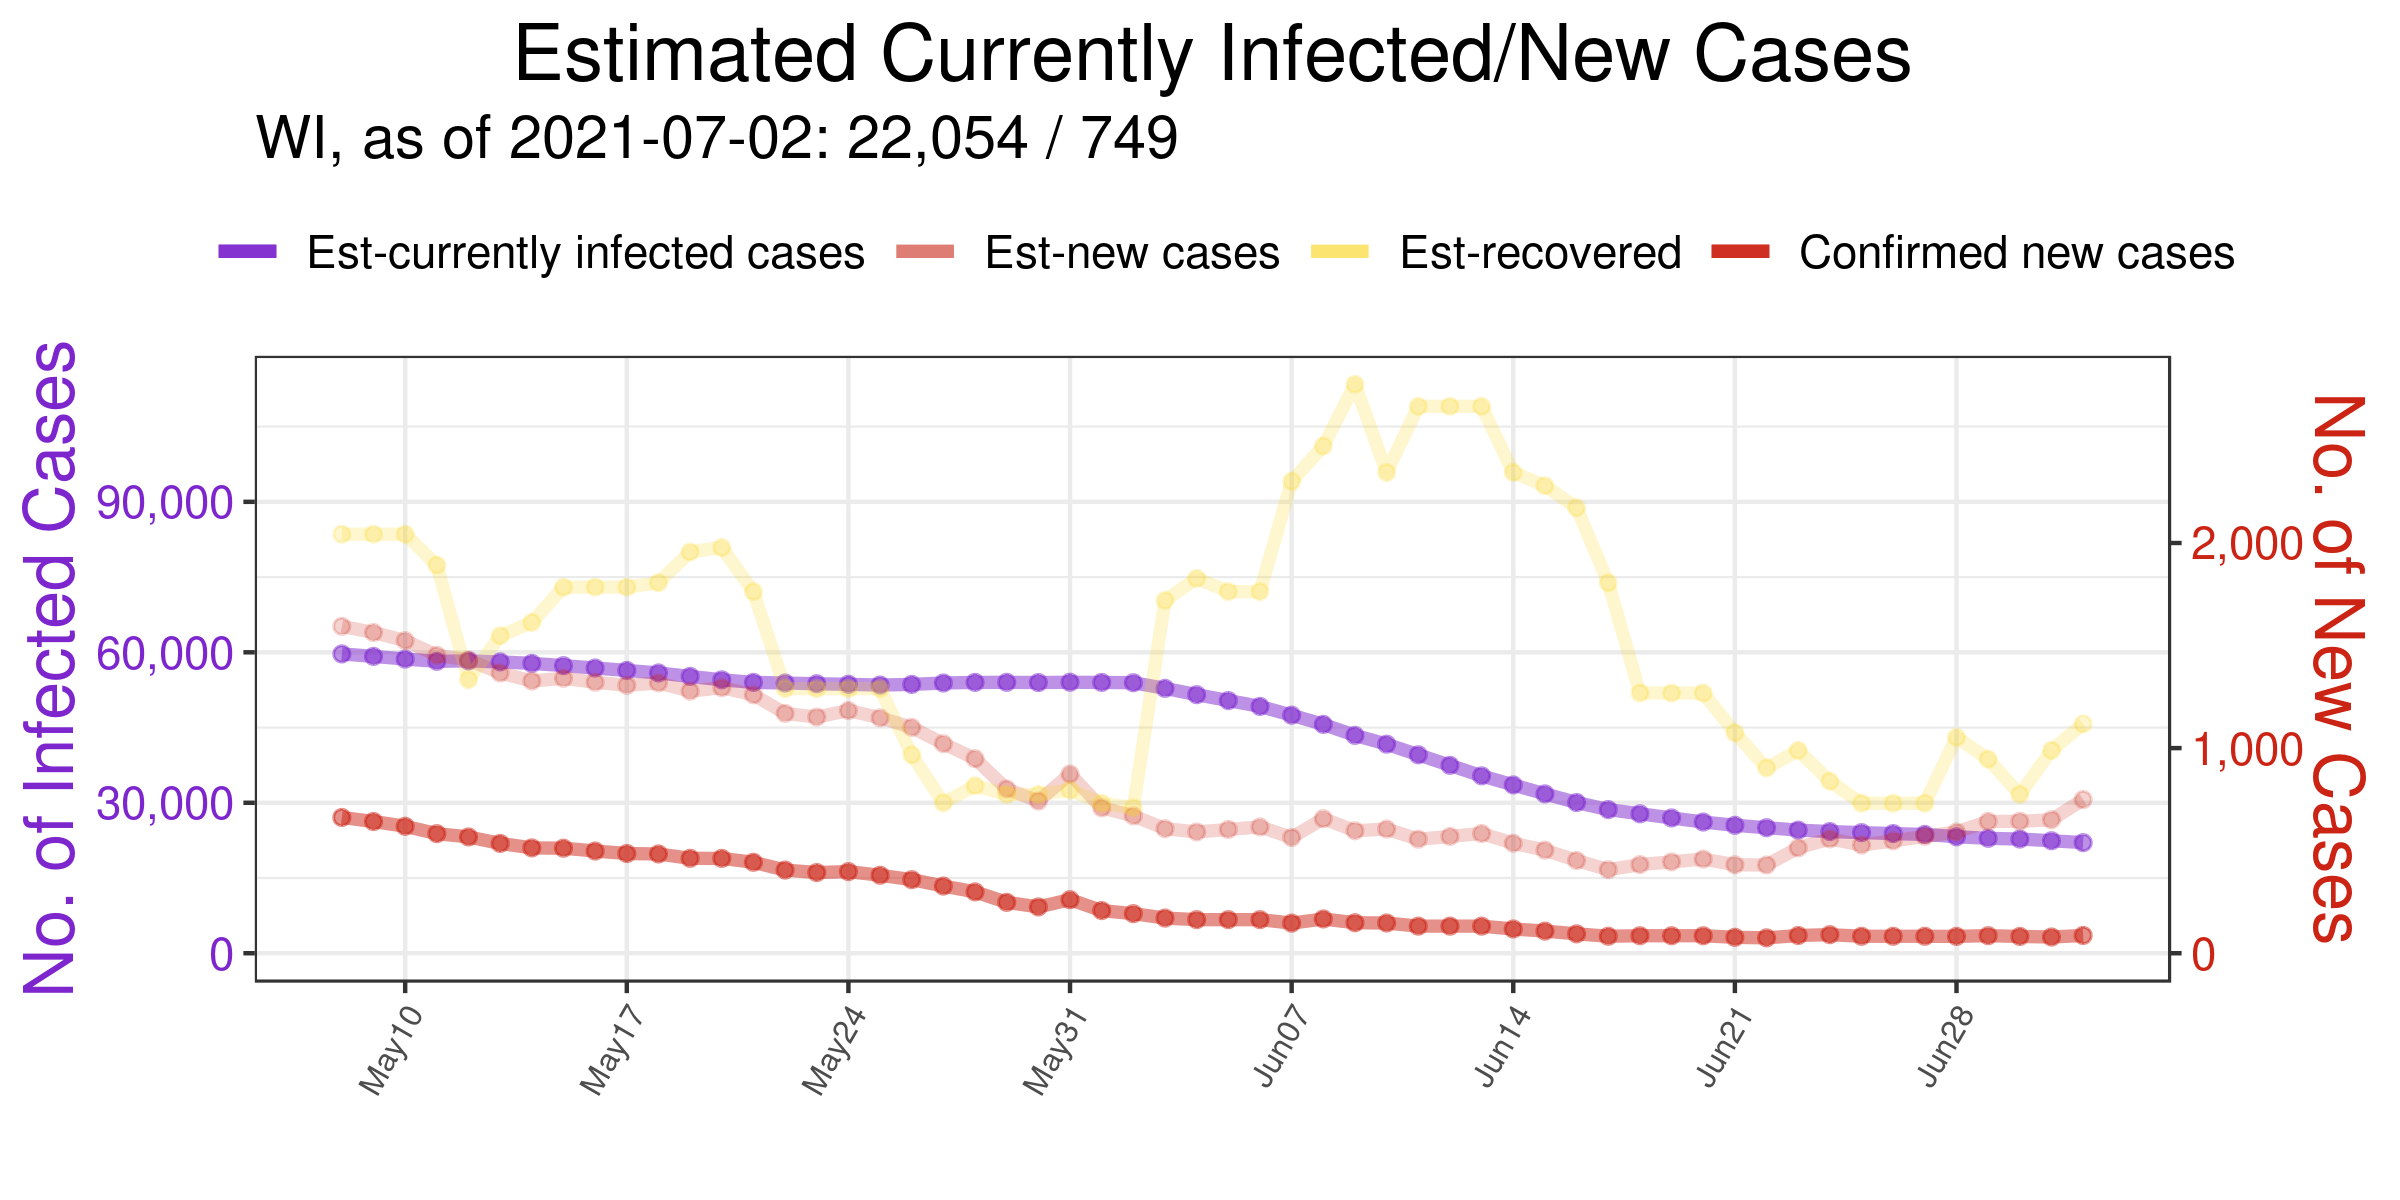 Estimated Currently Infected/New Cases
WI, as of 2021-07-02: 22,054 / 749
Est-currently infected cases Est-new cases Est-recovered Confirmed new cases
No. of Infected Cases
90,000
60,000
30,000
0
No. of New Cases
2,000
1,000
0
May10 May17 May24 May31 Jun07 Jun14 Jun21 Jun28